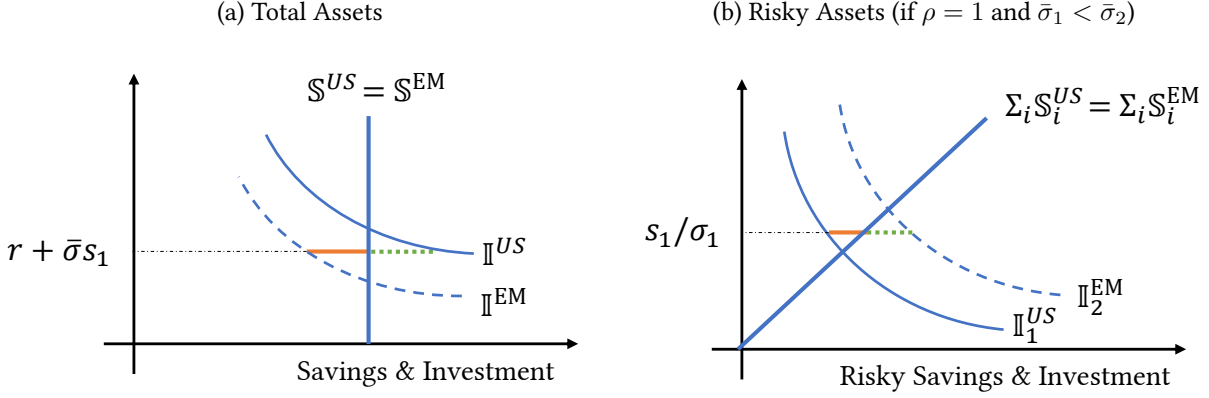 (a) Total Assets
(b) Risky Assets (if ρ = 1 and σ̄₁ < σ̄₂)
𝕊^{US} = 𝕊^{EM}
r + σ̄s₁
𝕀^{US}
𝕀^{EM}
Savings & Investment
Σᵢ𝕊ᵢ^{US} = Σᵢ𝕊ᵢ^{EM}
s₁/σ₁
𝕀₂^{EM}
𝕀₁^{US}
Risky Savings & Investment